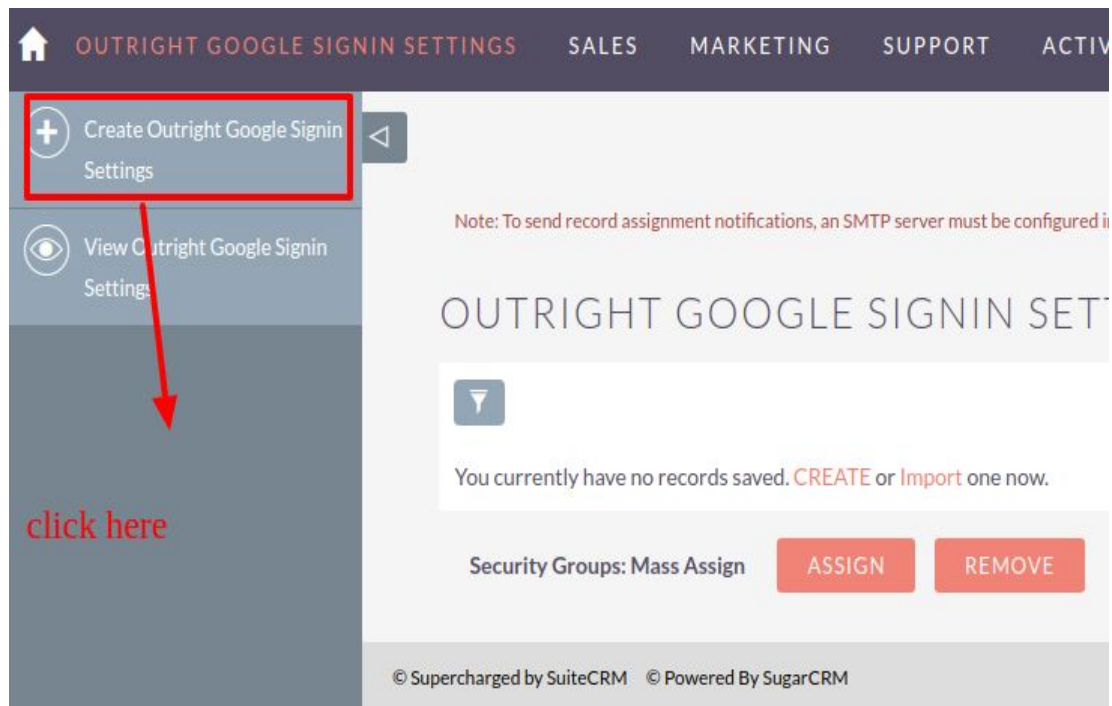 OUTRIGHT GOOGLE SIGNIN SETTINGS SALES MARKETING SUPPORT ACTIV
Create Outright Google Signin
Settings
View Outright Google Signin
Settings
click here
Note: To send record assignment notifications, an SMTP server must be configured i
OUTRIGHT GOOGLE SIGNIN SET
You currently have no records saved. CREATE or Import one now.
Security Groups: Mass Assign ASSIGN REMOVE
© Supercharged by SuiteCRM © Powered By SugarCRM